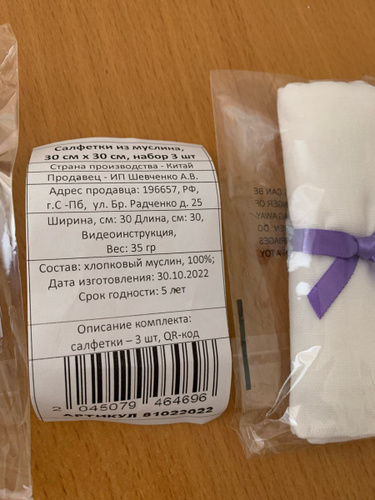 Салфетки из муслина,
30 см х 30 см, набор 3 шт
Страна производства - Китай
Продавец - ИП Шевченко А.В.
Адрес продавца: 196657, РФ,
г.С -Пб, ул. Бр. Радченко д. 25
Ширина, см: 30 Длина, см: 30,
Видеоинструкция,
Вес: 35 гр
Состав: хлопковый муслин, 100%;
Дата изготовления: 30.10.2022
Срок годности: 5 лет
Описание комплекта:
салфетки – 3 шт, QR-код
2 045079 464696
АРТИКУЛ 81022022
CAN BE